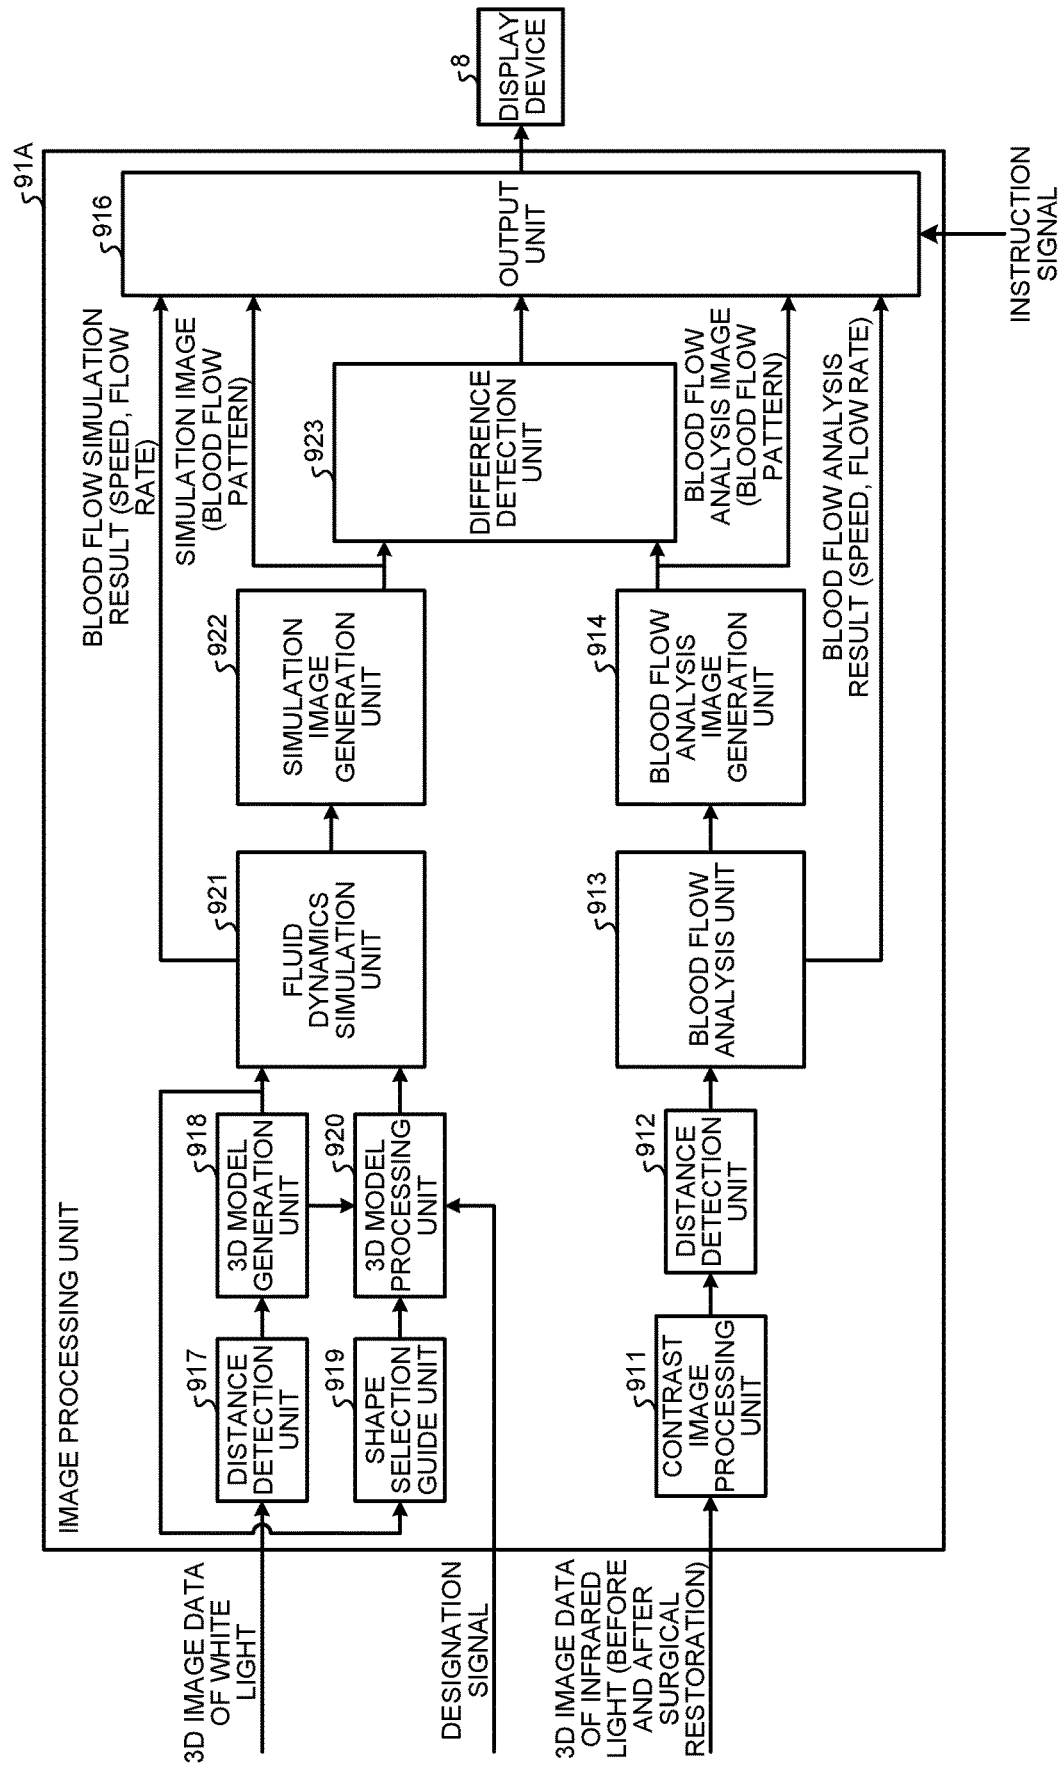 IMAGE PROCESSING UNIT
91A
3D IMAGE DATA
OF WHITE
LIGHT
917
DISTANCE
DETECTION
UNIT
918
3D MODEL
GENERATION
UNIT
919
SHAPE
SELECTION
GUIDE UNIT
920
3D MODEL
PROCESSING
UNIT
DESIGNATION
SIGNAL
921
FLUID
DYNAMICS
SIMULATION
UNIT
922
SIMULATION
IMAGE
GENERATION
UNIT
BLOOD FLOW SIMULATION
RESULT (SPEED, FLOW
RATE)
SIMULATION IMAGE
(BLOOD FLOW
PATTERN)
923
DIFFERENCE
DETECTION
UNIT
916
OUTPUT
UNIT
8
DISPLAY
DEVICE
3D IMAGE DATA
OF INFRARED
LIGHT (BEFORE
AND AFTER
SURGICAL
RESTORATION)
911
CONTRAST
IMAGE
PROCESSING
UNIT
912
DISTANCE
DETECTION
UNIT
913
BLOOD FLOW
ANALYSIS UNIT
914
BLOOD FLOW
ANALYSIS
IMAGE
GENERATION
UNIT
BLOOD FLOW
ANALYSIS IMAGE
(BLOOD FLOW
PATTERN)
BLOOD FLOW ANALYSIS
RESULT (SPEED, FLOW RATE)
INSTRUCTION
SIGNAL